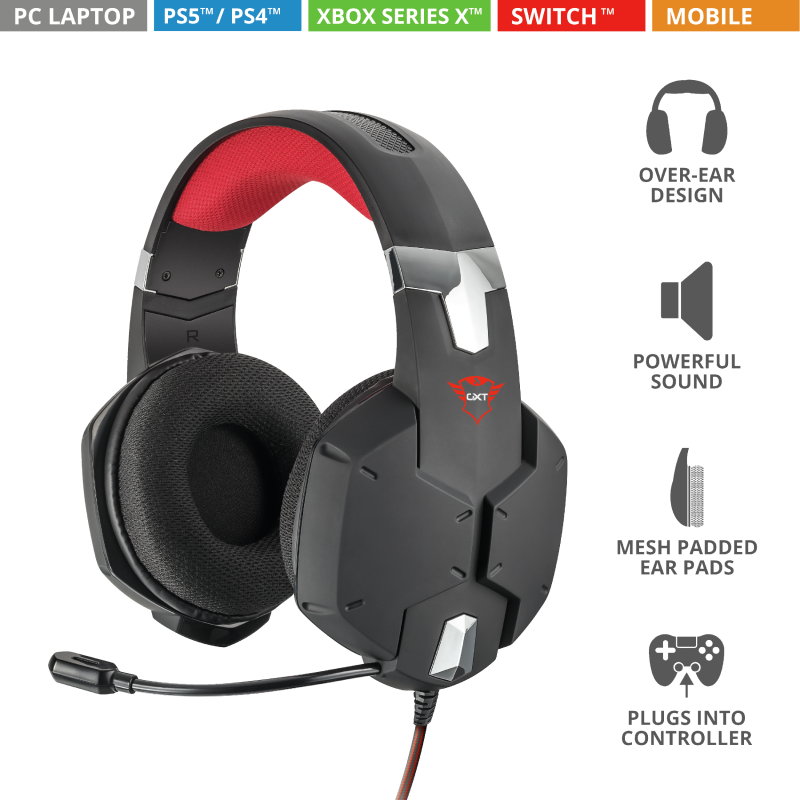 PC LAPTOP
PS5™ / PS4™
XBOX SERIES X™
SWITCH™
MOBILE
OVER-EAR
DESIGN
POWERFUL
SOUND
R
GXT
MESH PADDED
EAR PADS
PLUGS INTO
CONTROLLER